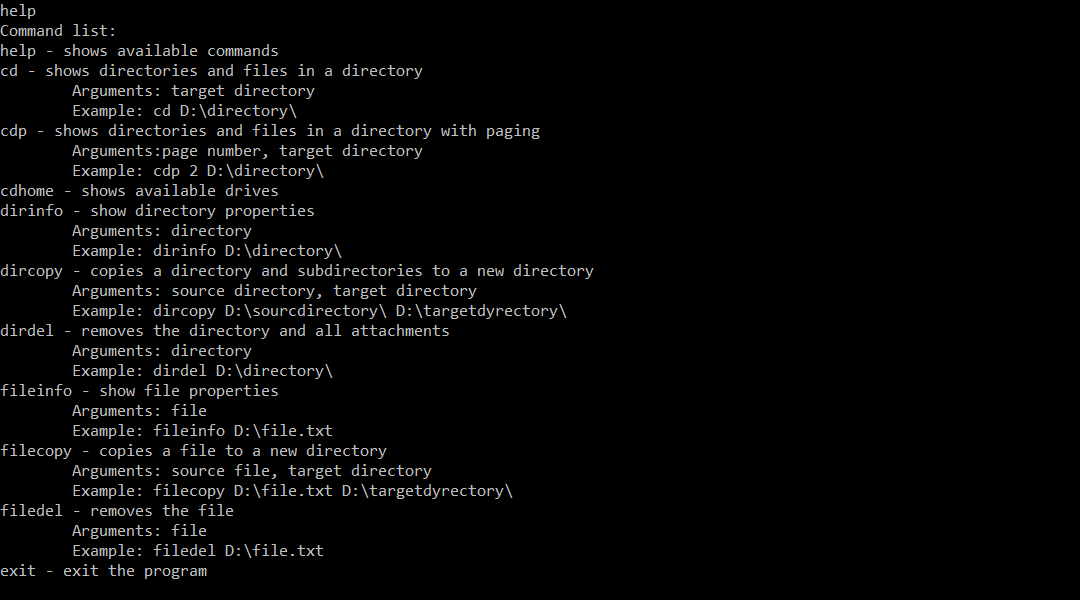 help
Command list:
help - shows available commands
cd - shows directories and files in a directory
        Arguments: target directory
        Example: cd D:\directory\
cdp - shows directories and files in a directory with paging
        Arguments:page number, target directory
        Example: cdp 2 D:\directory\
cdhome - shows available drives
dirinfo - show directory properties
        Arguments: directory
        Example: dirinfo D:\directory\
dircopy - copies a directory and subdirectories to a new directory
        Arguments: source directory, target directory
        Example: dircopy D:\sourcdirectory\ D:\targetdyrectory\
dirdel - removes the directory and all attachments
        Arguments: directory
        Example: dirdel D:\directory\
fileinfo - show file properties
        Arguments: file
        Example: fileinfo D:\file.txt
filecopy - copies a file to a new directory
        Arguments: source file, target directory
        Example: filecopy D:\file.txt D:\targetdyrectory\
filedel - removes the file
        Arguments: file
        Example: filedel D:\file.txt
exit - exit the program